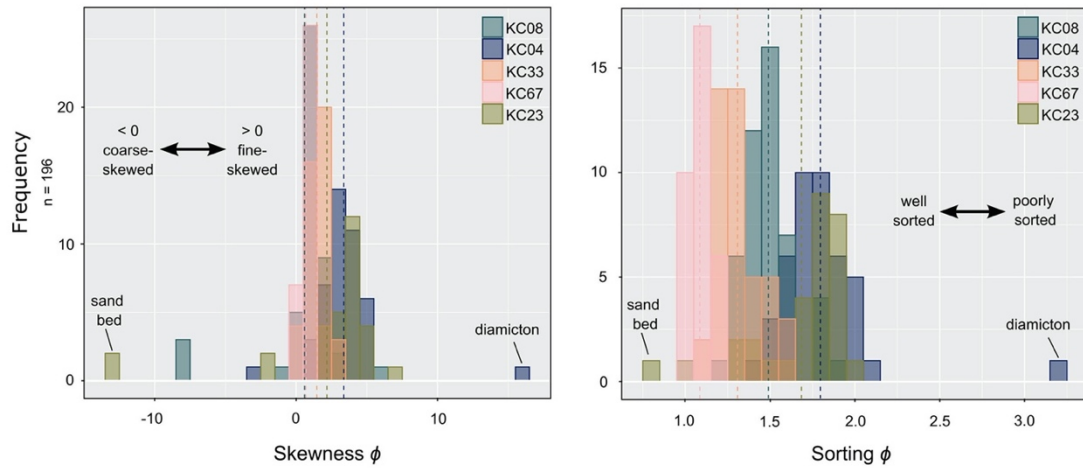 KC08
KC04
KC33
KC67
KC23
20
10
0
Frequency
n = 196
< 0
coarse-
skewed
> 0
fine-
skewed
sand
bed
diamicton
-10
0
10
Skewness ϕ
KC08
KC04
KC33
KC67
KC23
15
10
5
0
well
sorted
poorly
sorted
sand
bed
diamicton
1.0
1.5
2.0
2.5
3.0
Sorting ϕ